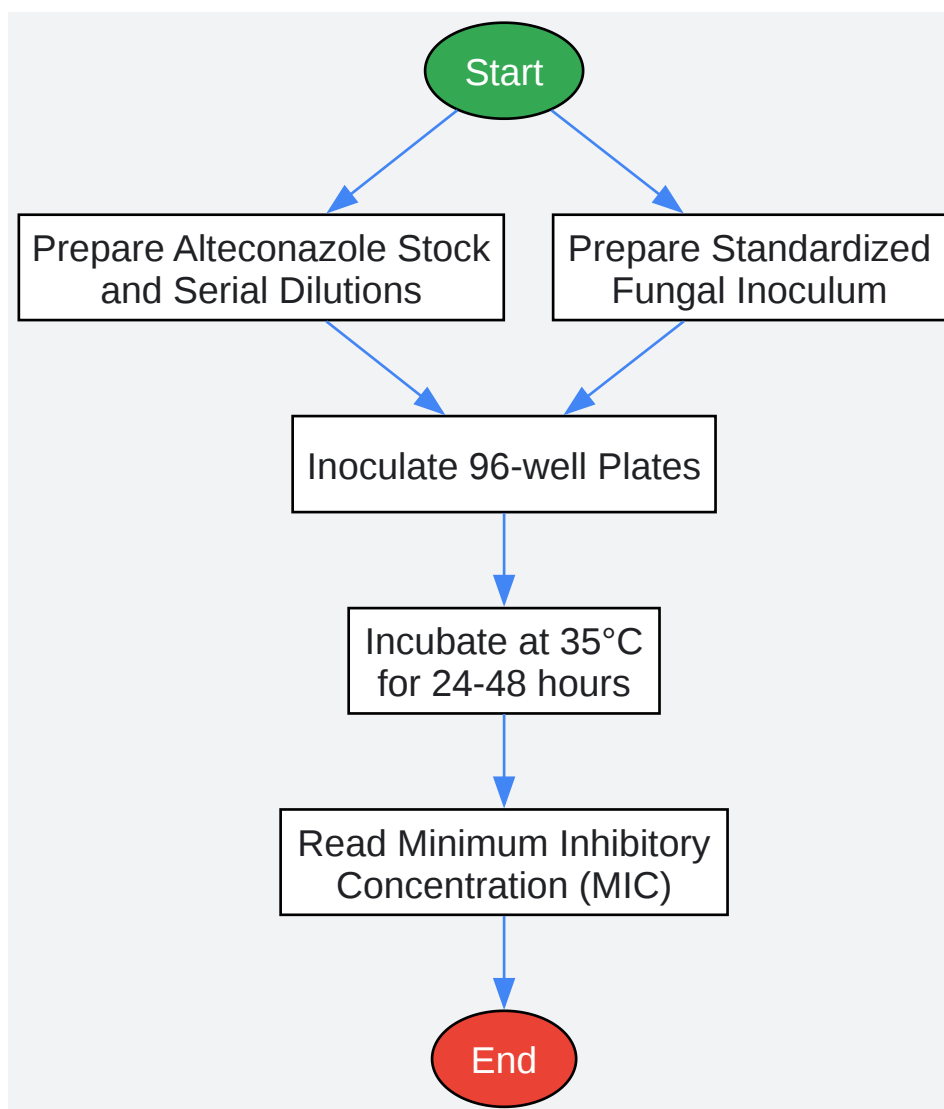 Start
Prepare Alteconazole Stock
and Serial Dilutions
Prepare Standardized
Fungal Inoculum
Inoculate 96-well Plates
Incubate at 35°C
for 24-48 hours
Read Minimum Inhibitory
Concentration (MIC)
End